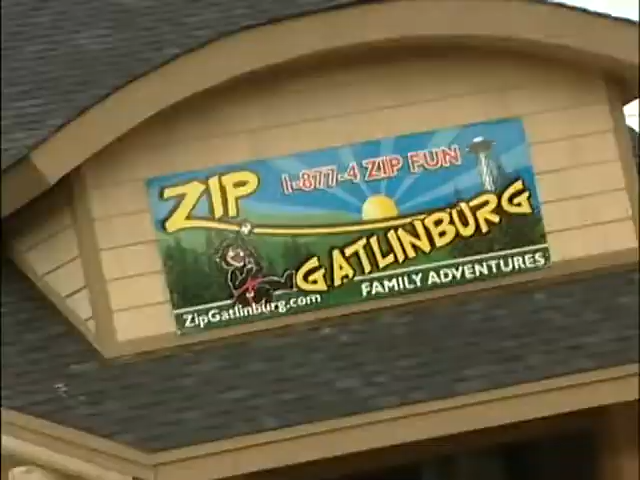 ZIP
1-877-4 ZIP FUN
GATLINBURG
FAMILY ADVENTURES
ZipGatlinburg.com